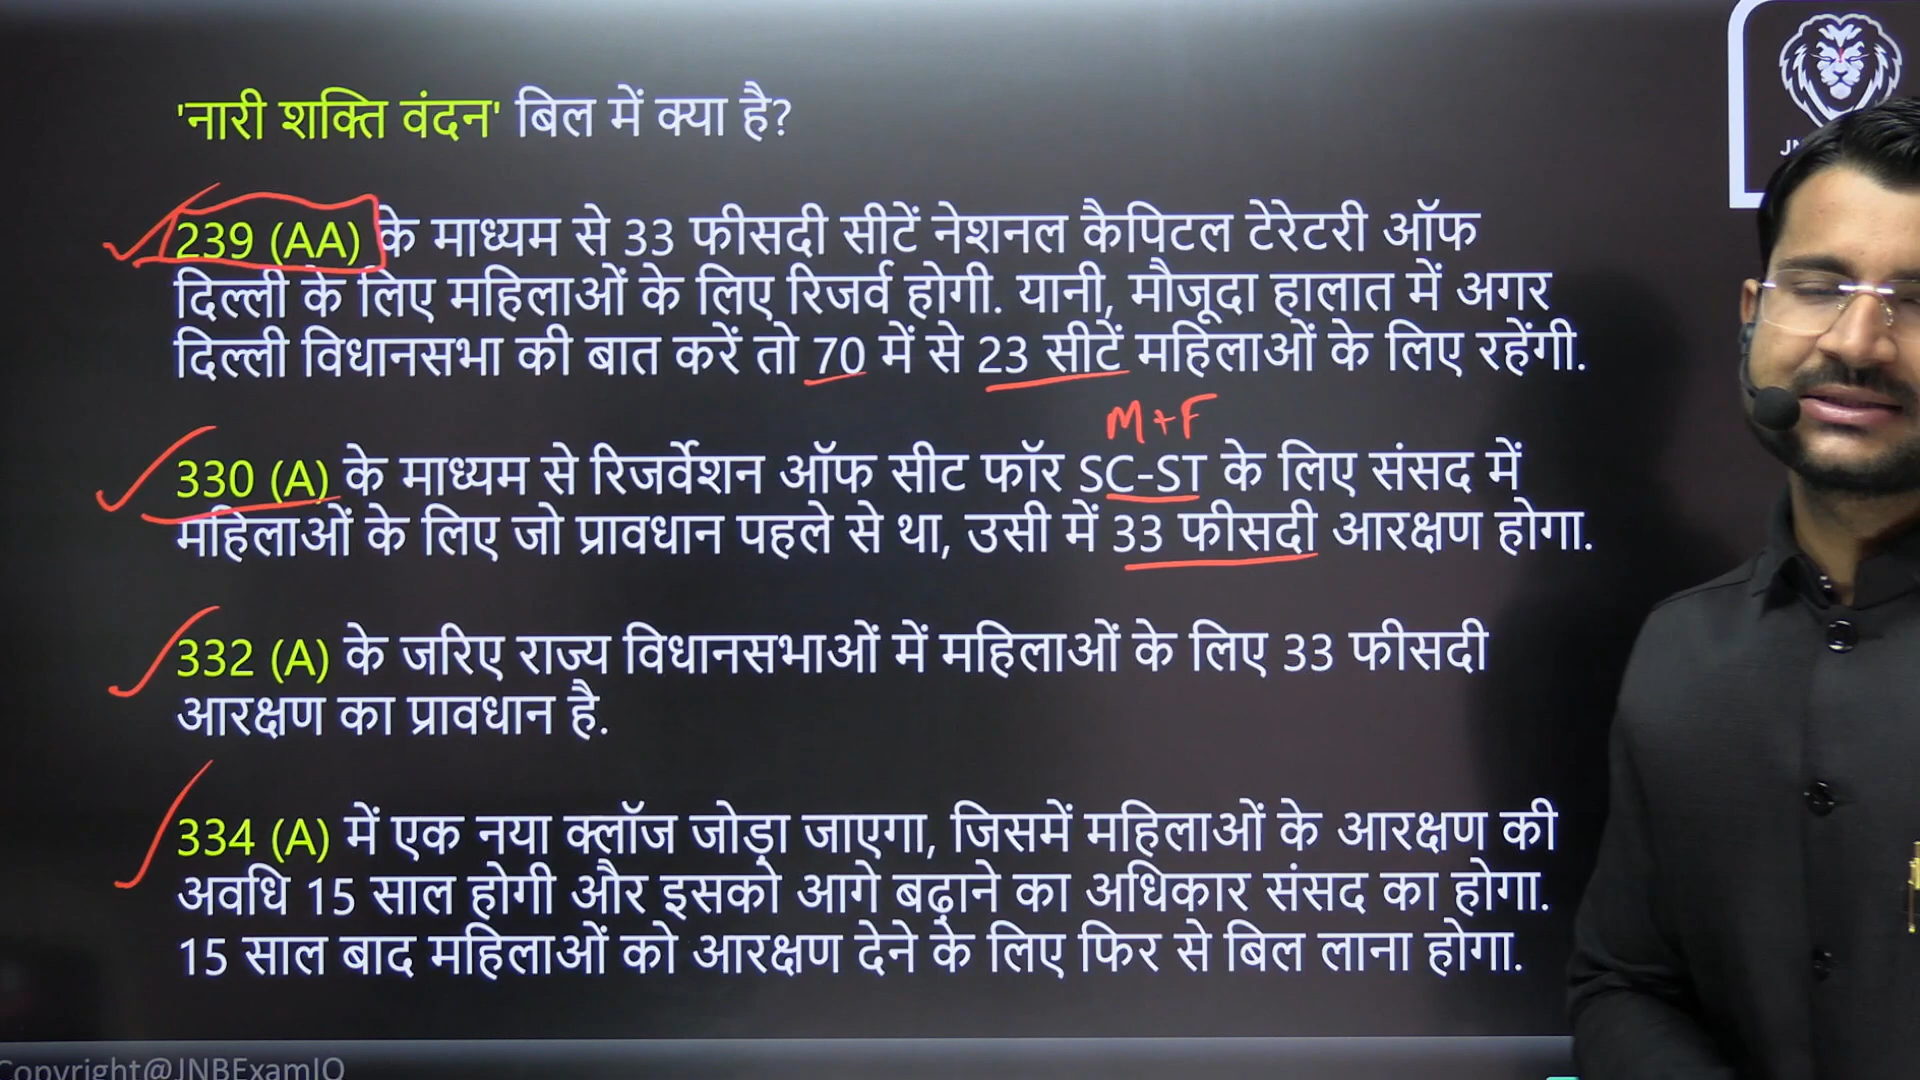 'नारी शक्ति वंदन' बिल में क्या है?
239 (AA) के माध्यम से 33 फीसदी सीटें नेशनल कैपिटल टेरेटरी ऑफ
दिल्ली के लिए महिलाओं के लिए रिजर्व होगी. यानी, मौजूदा हालात में अगर
दिल्ली विधानसभा की बात करें तो 70 में से 23 सीटें महिलाओं के लिए रहेंगी.
M+F
330 (A) के माध्यम से रिजर्वेशन ऑफ सीट फॉर SC-ST के लिए संसद में
महिलाओं के लिए जो प्रावधान पहले से था, उसी में 33 फीसदी आरक्षण होगा.
332 (A) के जरिए राज्य विधानसभाओं में महिलाओं के लिए 33 फीसदी
आरक्षण का प्रावधान है.
334 (A) में एक नया क्लॉज जोड़ा जाएगा, जिसमें महिलाओं के आरक्षण की
अवधि 15 साल होगी और इसको आगे बढ़ाने का अधिकार संसद का होगा.
15 साल बाद महिलाओं को आरक्षण देने के लिए फिर से बिल लाना होगा.
Copyright@JNBExamIQ